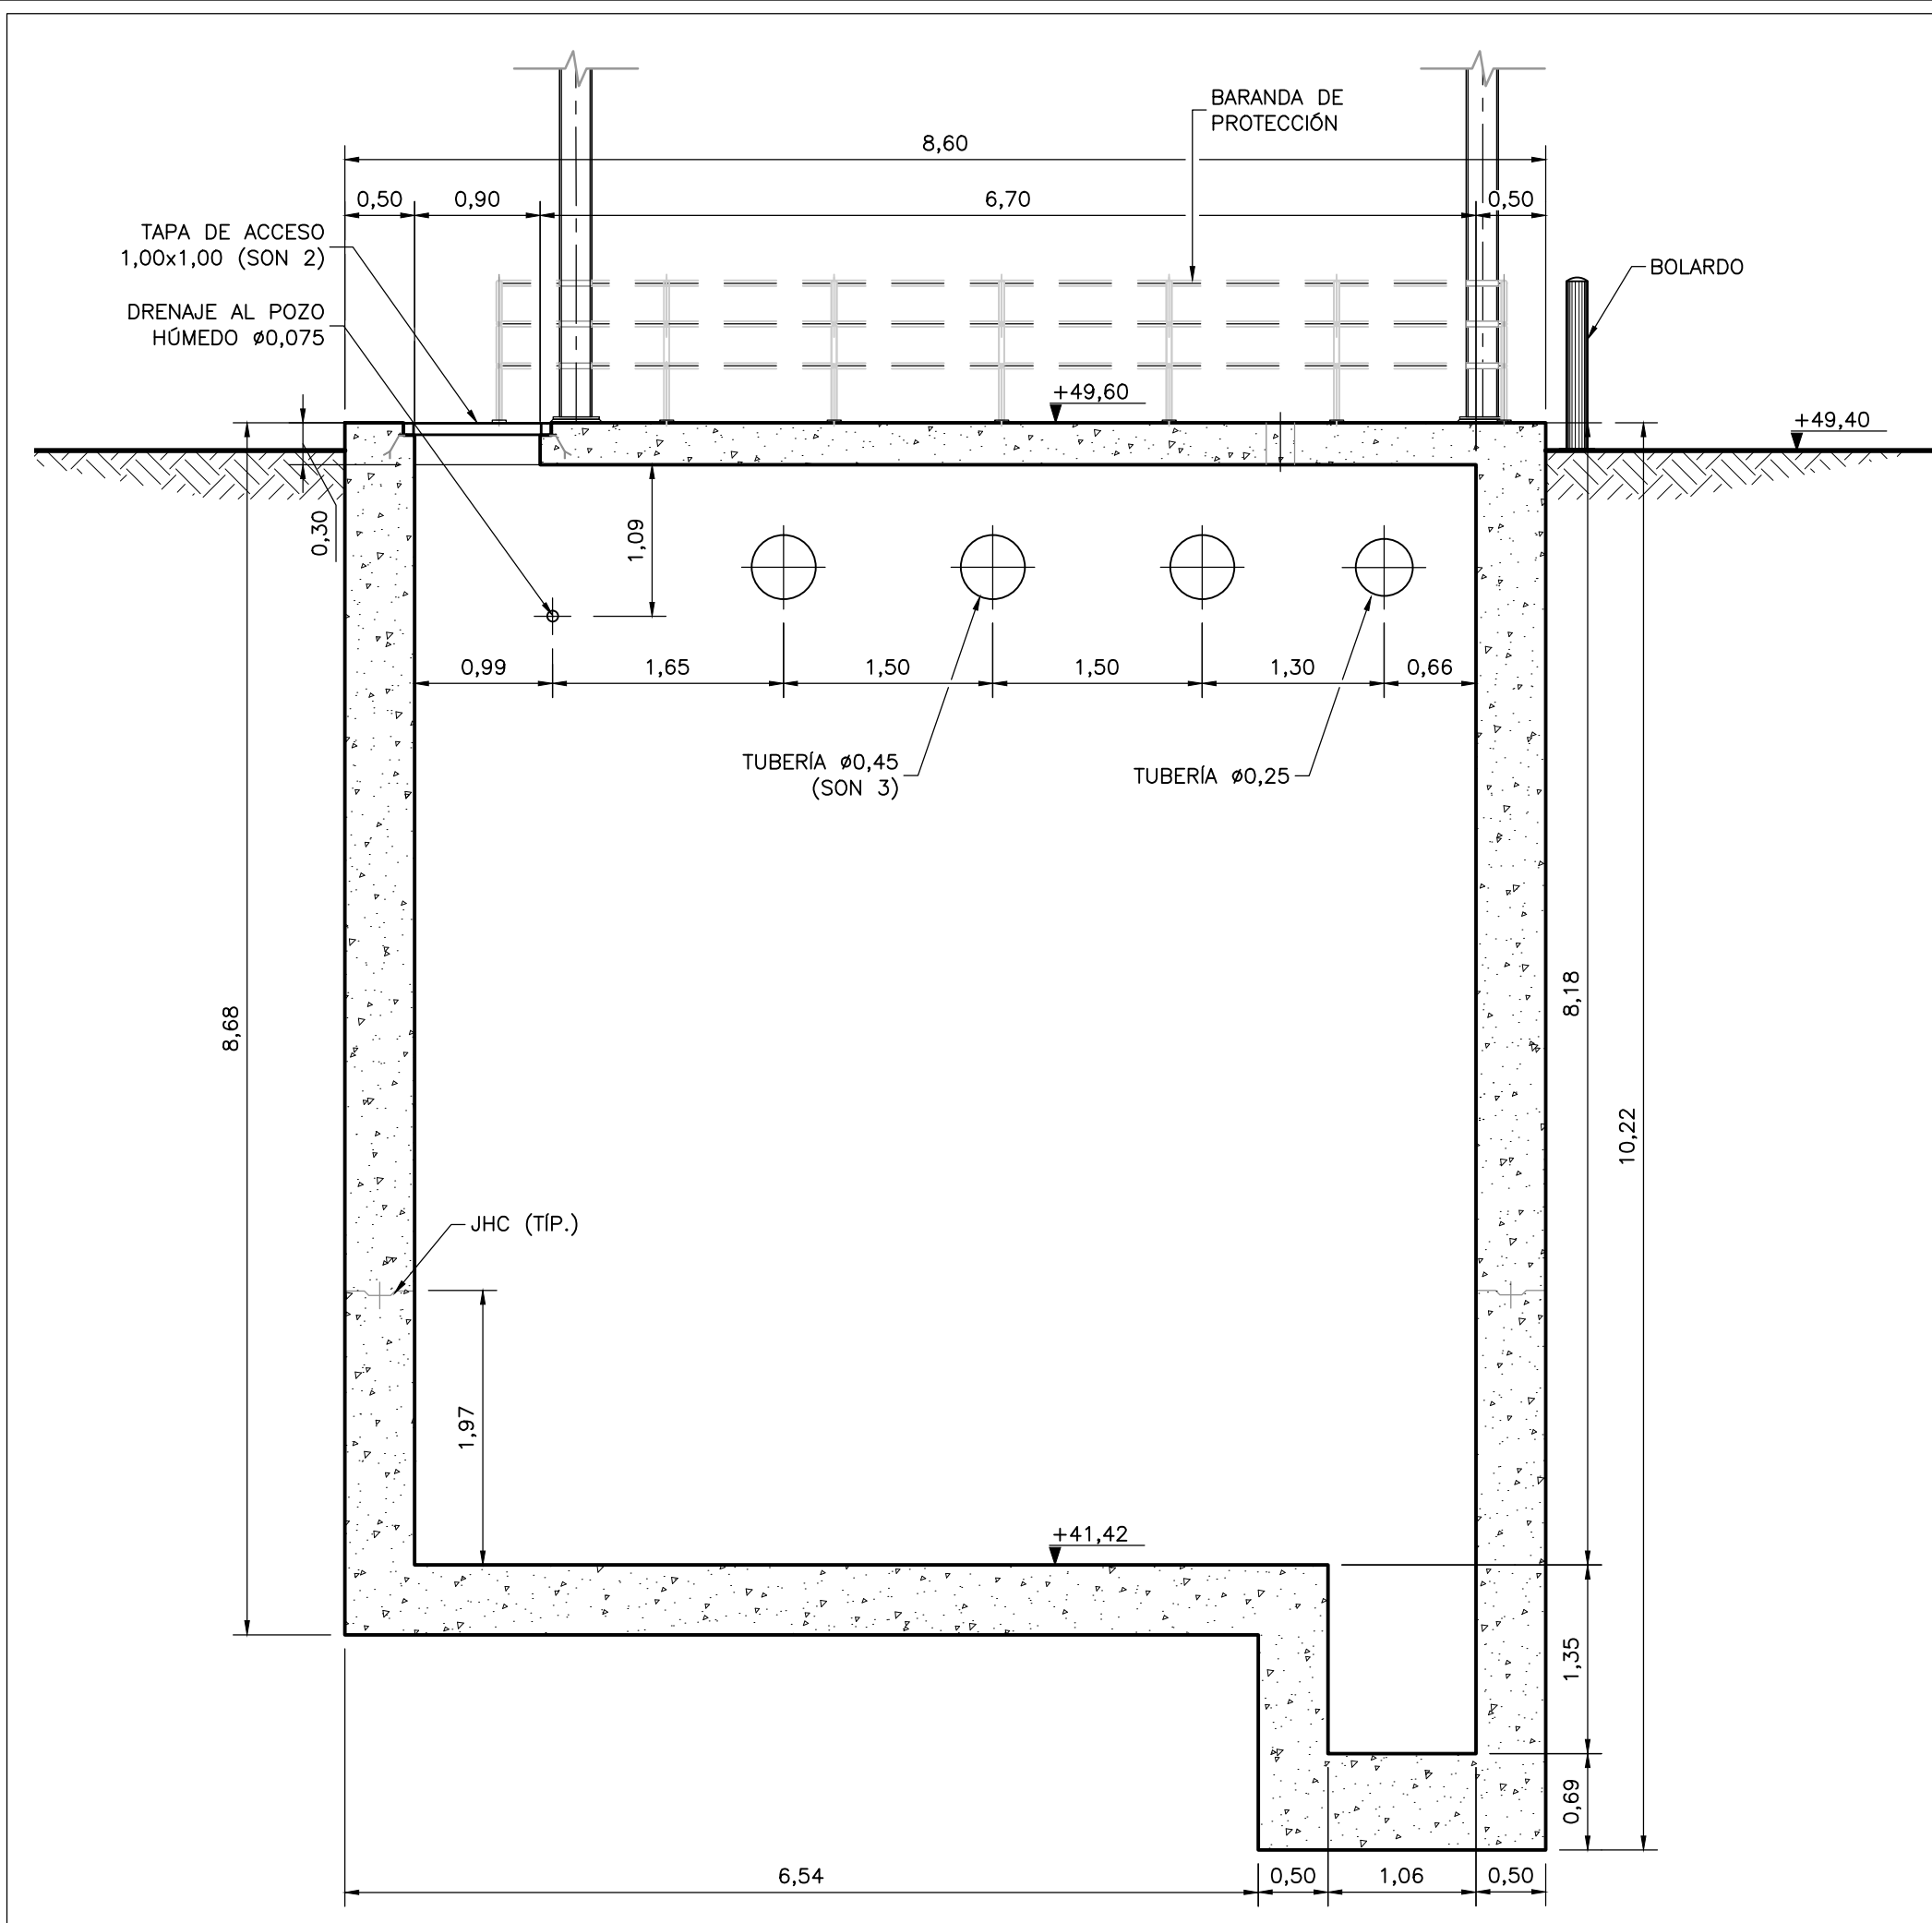 BARANDA DE
PROTECCIÓN
8,60
0,50
0,90
6,70
0,50
TAPA DE ACCESO
1,00x1,00 (SON 2)
BOLARDO
DRENAJE AL POZO
HÚMEDO ø0,075
+49,60
+49,40
0,30
1,09
0,99
1,65
1,50
1,50
1,30
0,66
TUBERÍA ø0,45
(SON 3)
TUBERÍA ø0,25
8,68
8,18
10,22
JHC (TÍP.)
1,97
+41,42
1,35
0,69
6,54
0,50
1,06
0,50